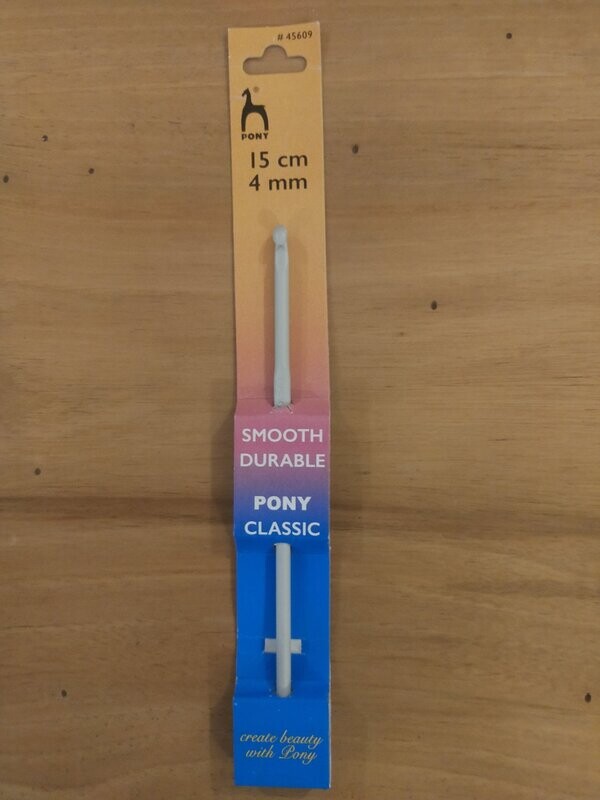 # 45609
®
PONY
15 cm
4 mm
SMOOTH
DURABLE
PONY
CLASSIC
create beauty
with Pony